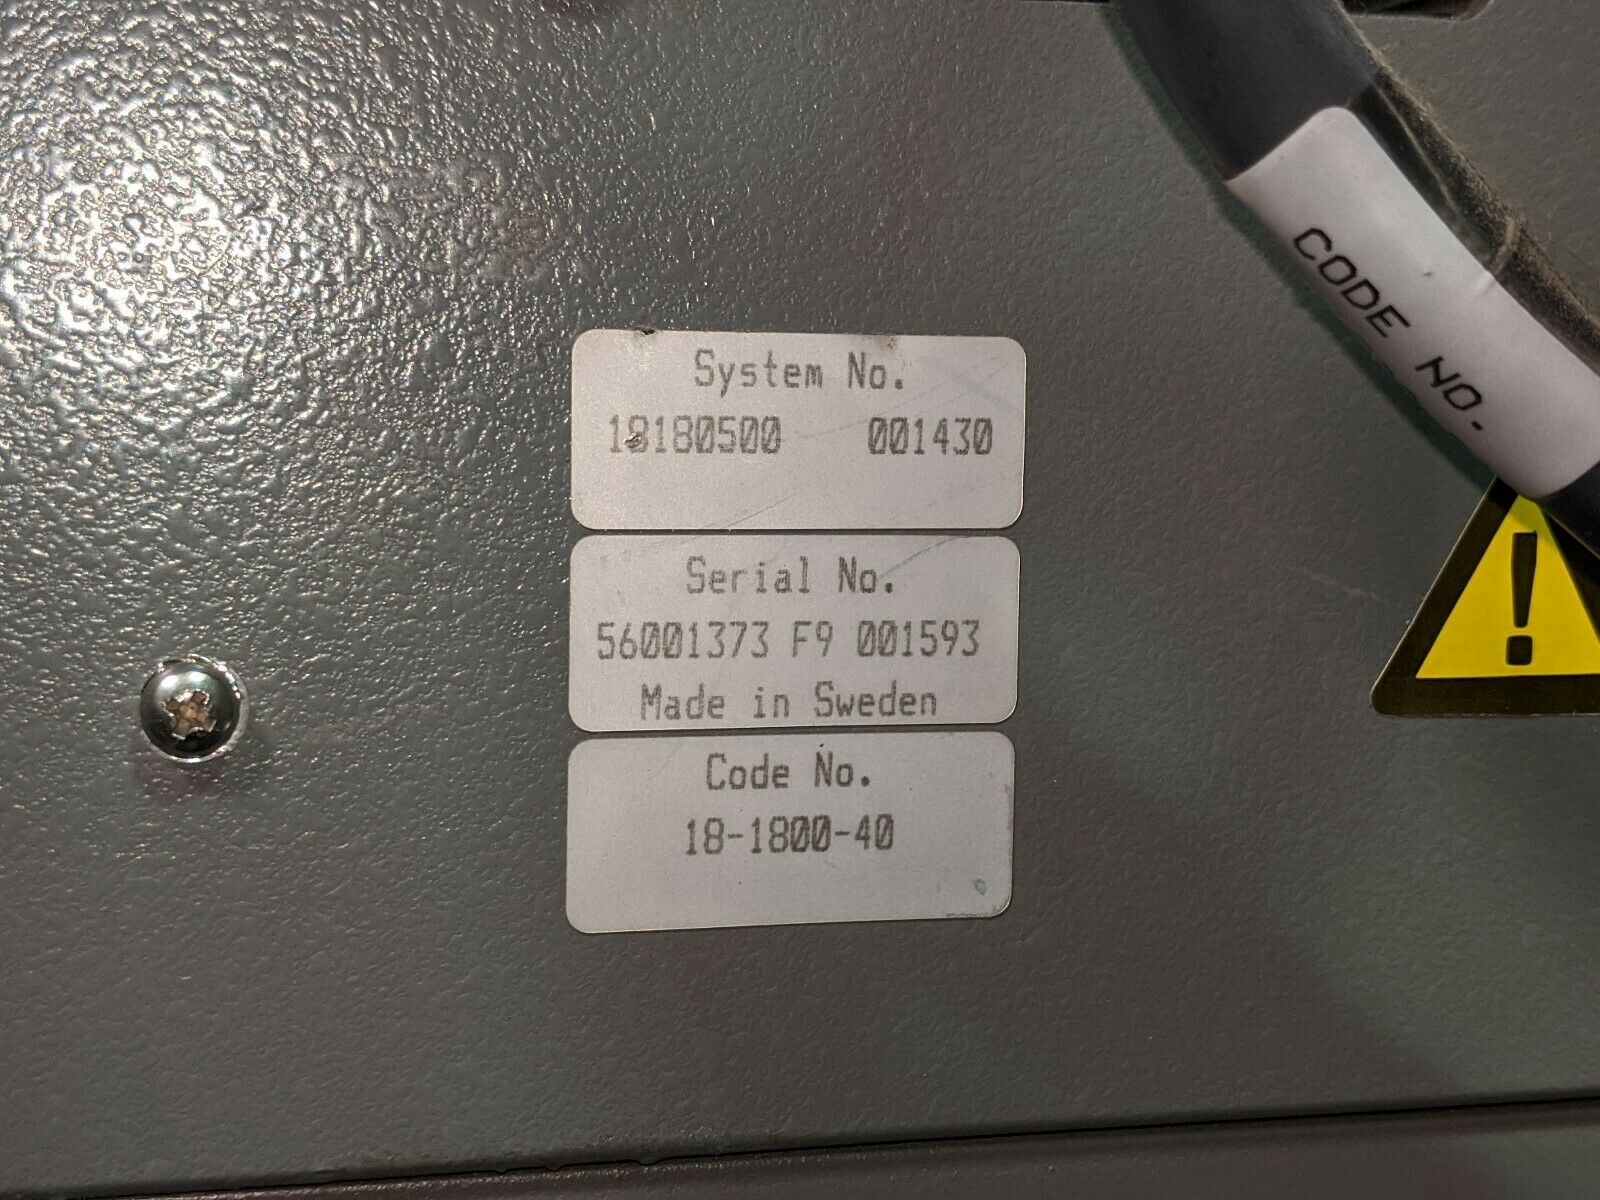 CODE NO.
System No.
18180500 001430
Serial No.
56001373 F9 001593
Made in Sweden
Code No.
18-1800-40